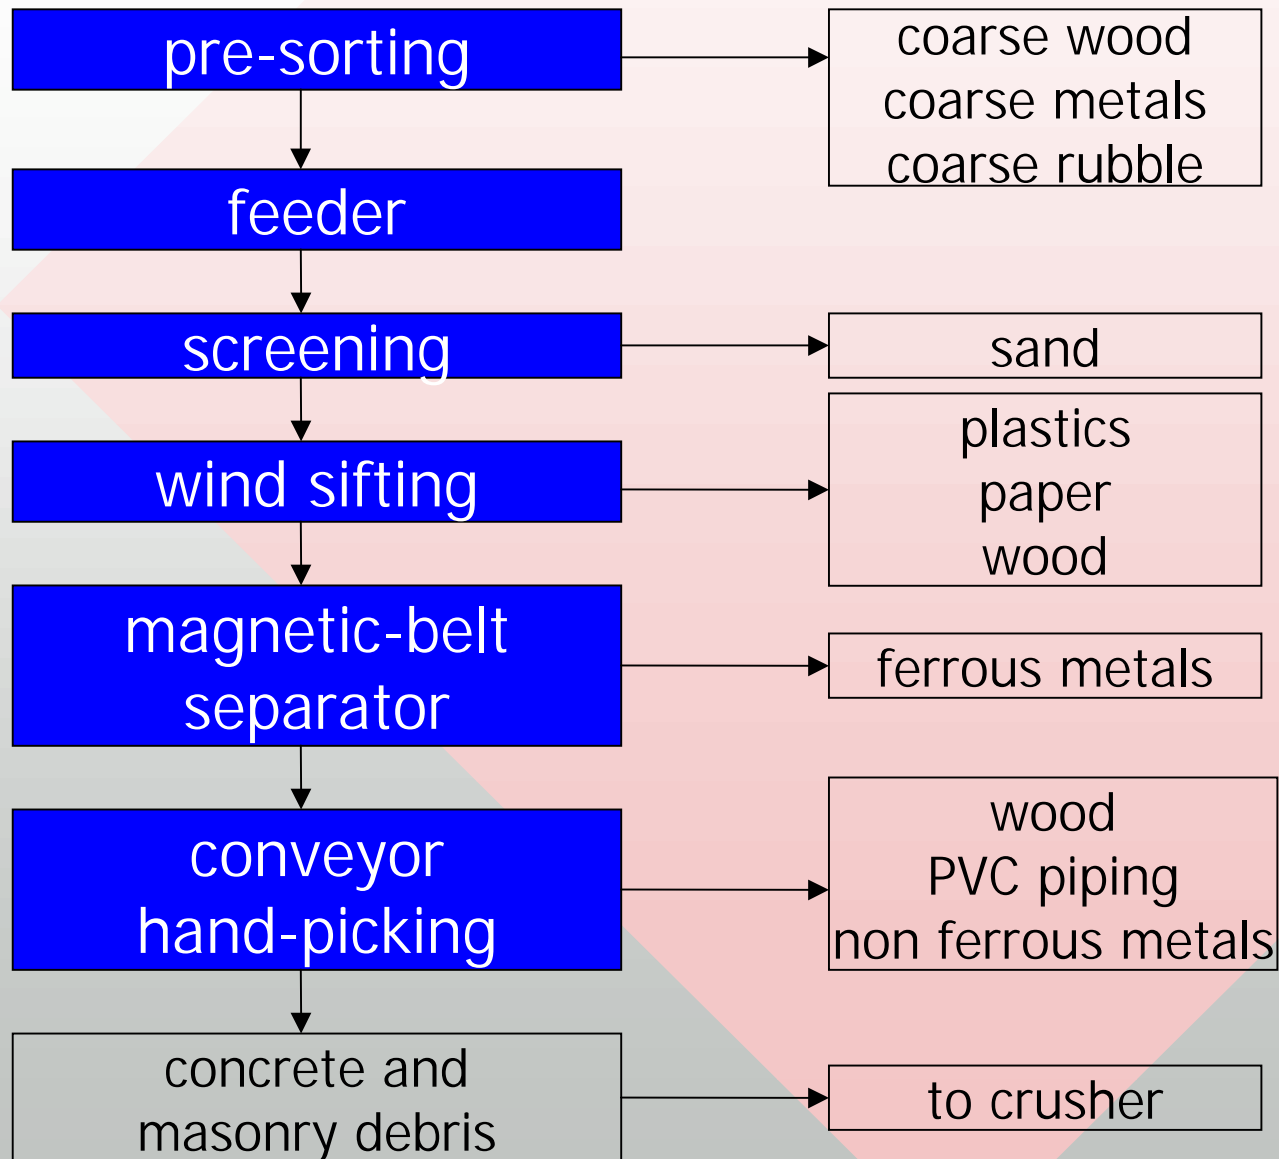 pre-sorting
coarse wood
coarse metals
coarse rubble
feeder
screening
sand
wind sifting
plastics
paper
wood
magnetic-belt
separator
ferrous metals
conveyor
hand-picking
wood
PVC piping
non ferrous metals
concrete and
masonry debris
to crusher